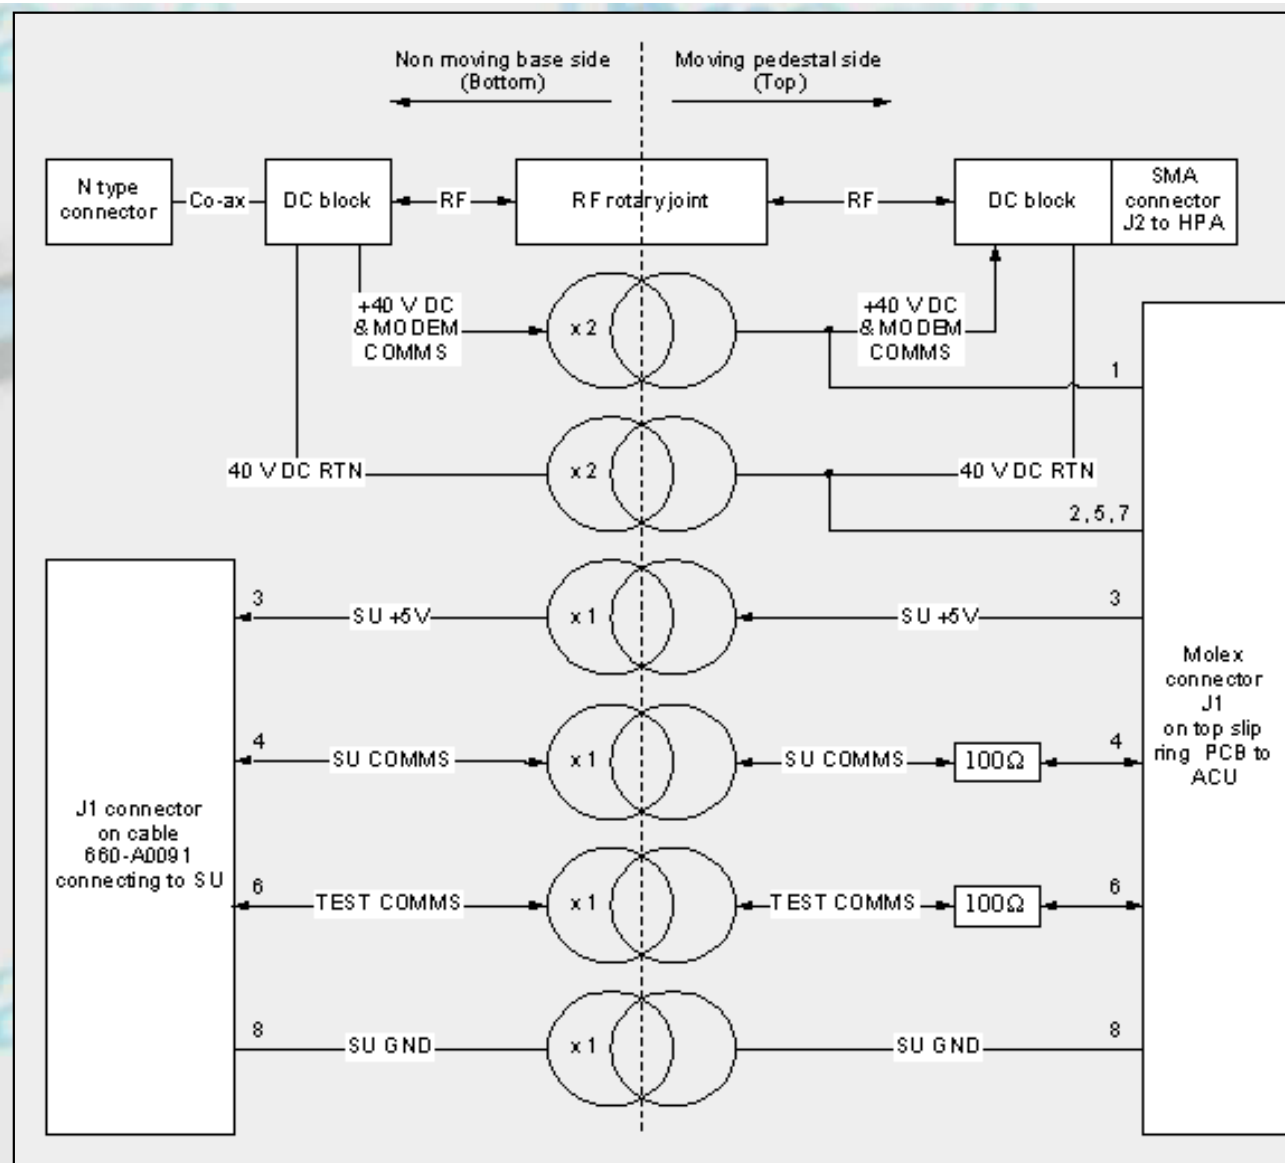 Non moving base side
(Bottom)
Moving pedestal side
(Top)
N type
connector
Co-ax
DC block
RF
RF rotary joint
RF
DC block
SMA
connector
J2 to HPA
+40 V DC
& MODEM
COMMS
x 2
+40 V DC
& MODEM
COMMS
1
40 V DC RTN
x 2
40 V DC RTN
2, 5, 7
3
SU +5V
x 1
SU +5V
3
4
SU COMMS
x 1
SU COMMS
100Ω
4
6
TEST COMMS
x 1
TEST COMMS
100Ω
6
8
SU GND
x 1
SU GND
8
J1 connector
on cable
660-A0091
connecting to SU
Molex
connector
J1
on top slip
ring PCB to
ACU